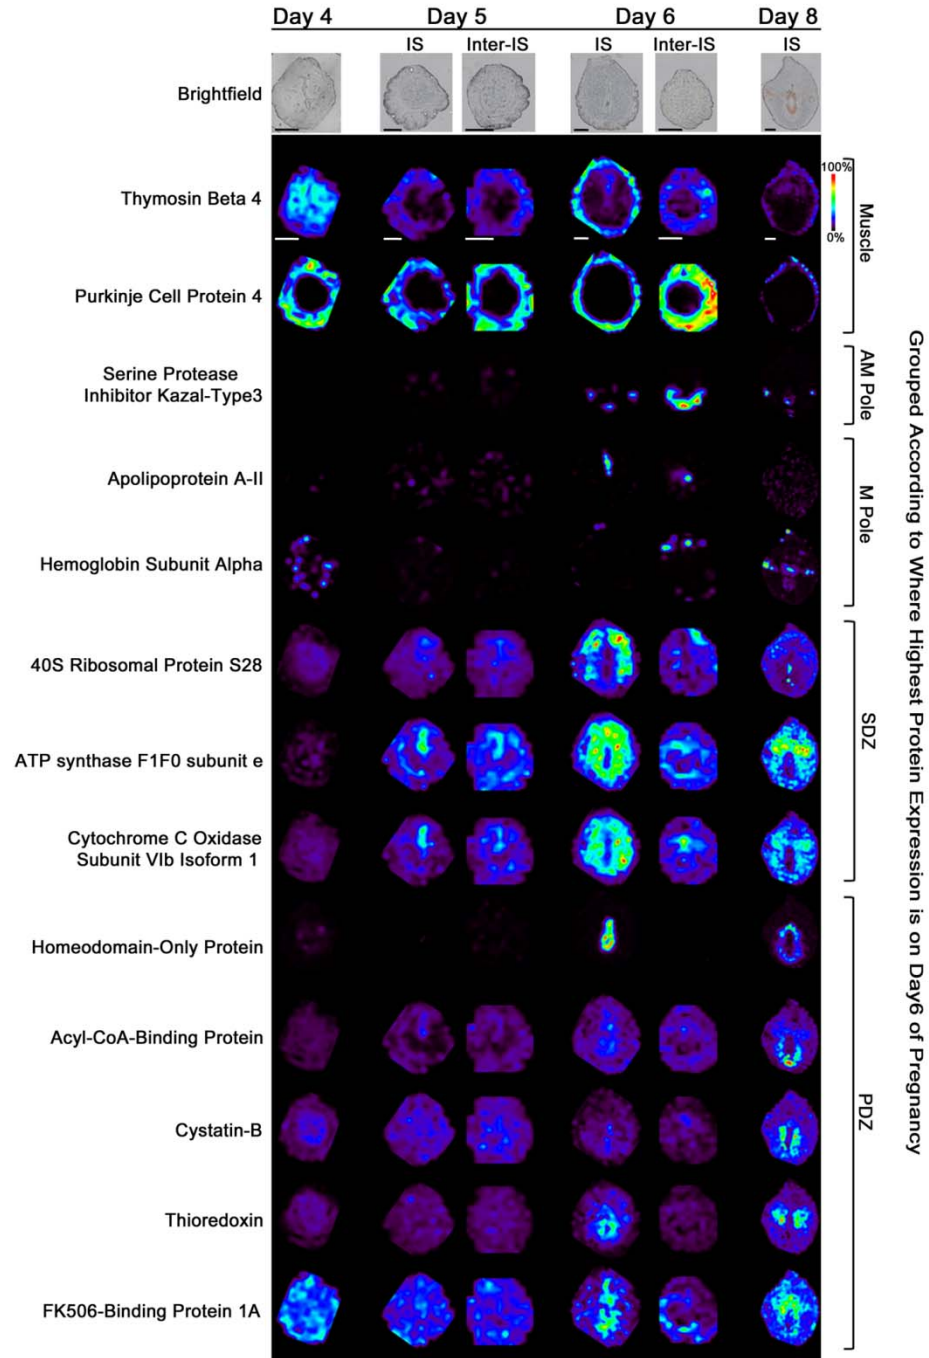 Day 4 Day 5 Day 6 Day 8
IS Inter-IS IS Inter-IS IS
Brightfield
100%
0%
Thymosin Beta 4
Purkinje Cell Protein 4
Muscle
Serine Protease
Inhibitor Kazal-Type3
AM Pole
Apolipoprotein A-II
Hemoglobin Subunit Alpha
M Pole
40S Ribosomal Protein S28
ATP synthase F1F0 subunit e
Cytochrome C Oxidase
Subunit VIb Isoform 1
SDZ
Homeodomain-Only Protein
Acyl-CoA-Binding Protein
Cystatin-B
Thioredoxin
FK506-Binding Protein 1A
PDZ
Grouped According to Where Highest Protein Expression is on Day6 of Pregnancy